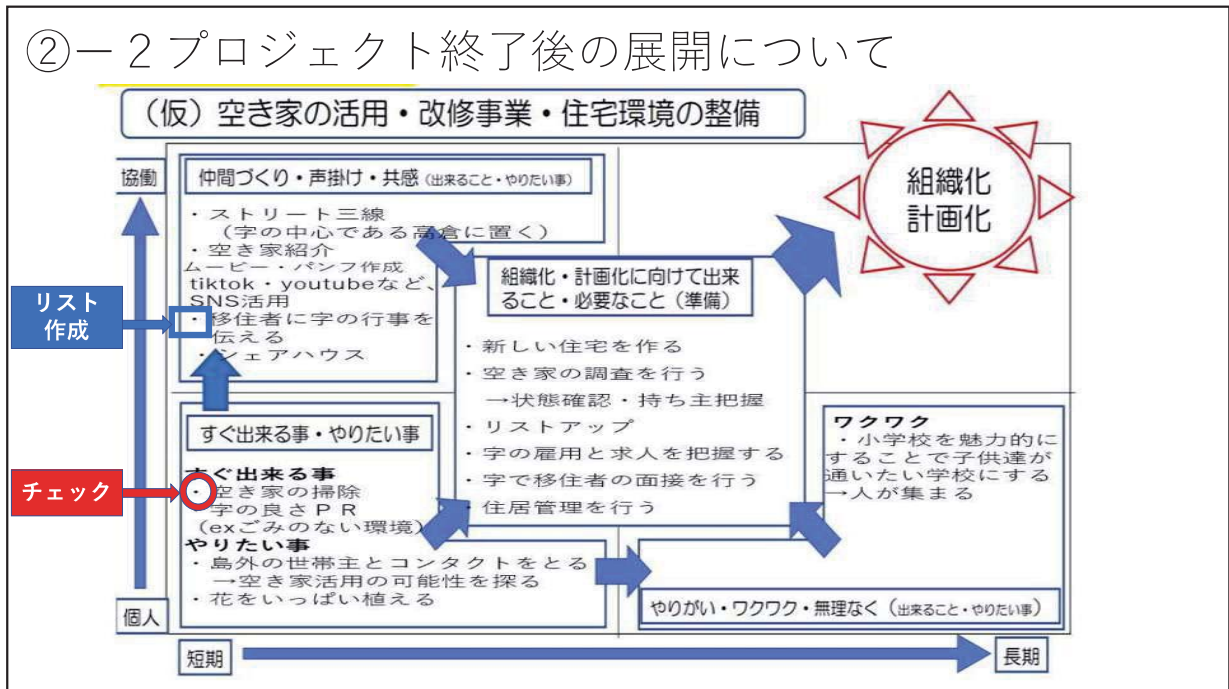 ②－２プロジェクト終了後の展開について
（仮）空き家の活用・改修事業・住宅環境の整備
協働
仲間づくり・声掛け・共感（出来ること・やりたい事）
・ストリート三線
（字の中心である高倉に置く）
・空き家紹介
ムービー・パンフ作成
tiktok・youtubeなど、
SNS活用
・移住者に字の行事を
伝える
・シェアハウス
リスト
作成
組織化
計画化
組織化・計画化に向けて出来
ること・必要なこと（準備）
・新しい住宅を作る
・空き家の調査を行う
→状態確認・持ち主把握
・リストアップ
・字の雇用と求人を把握する
・字で移住者の面接を行う
・住居管理を行う
すぐ出来る事・やりたい事
すぐ出来る事
・空き家の掃除
・字の良さＰＲ
（exごみのない環境）
やりたい事
・島外の世帯主とコンタクトをとる
→空き家活用の可能性を探る
・花をいっぱい植える
チェック
ワクワク
・小学校を魅力的に
することで子供達が
通いたい学校にする
→人が集まる
やりがい・ワクワク・無理なく（出来ること・やりたい事）
個人
短期
長期